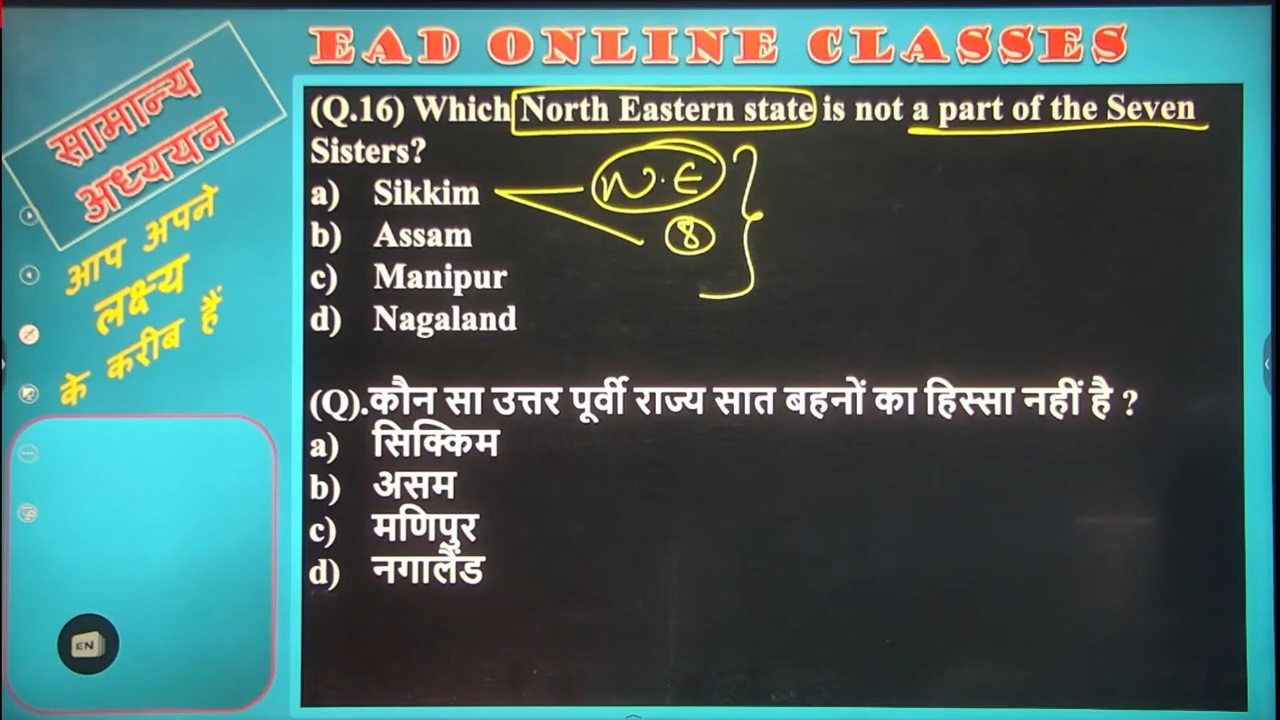 EAD ONLINE CLASSES
सामान्य
अध्ययन
आप अपने
लक्ष्य
के करीब हैं
(Q.16) Which North Eastern state is not a part of the Seven
Sisters?
a) Sikkim
N.E
b) Assam
8
c) Manipur
d) Nagaland
(Q).कौन सा उत्तर पूर्वी राज्य सात बहनों का हिस्सा नहीं है ?
a) सिक्किम
b) असम
c) मणिपुर
d) नगालैंड
EN